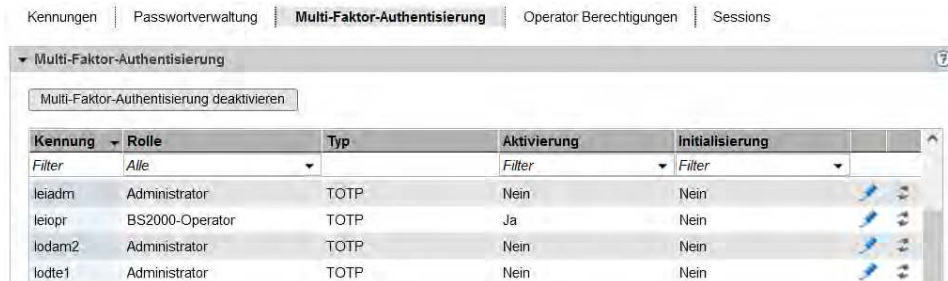 Kennungen Passwortverwaltung Multi-Faktor-Authentisierung Operator Berechtigungen Sessions
Multi-Faktor-Authentisierung
Multi-Faktor-Authentisierung deaktivieren
Kennung Rolle Typ Aktivierung Initialisierung
Filter Alle Filter Filter
leiadm Administrator TOTP Nein Nein
leiopr BS2000-Operator TOTP Ja Nein
lodam2 Administrator TOTP Nein Nein
lodte1 Administrator TOTP Nein Nein